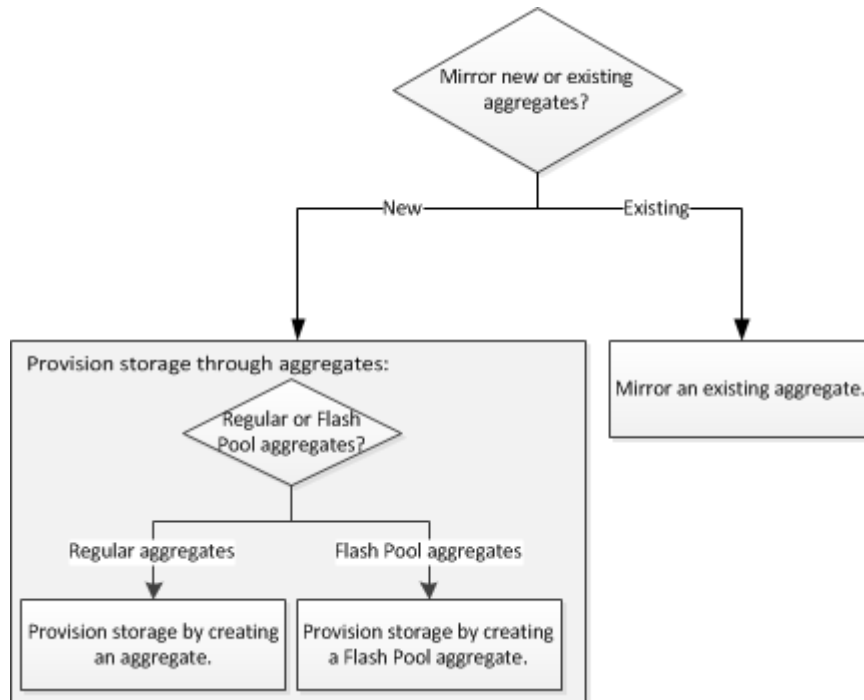 Mirror new or existing
aggregates?
New
Existing
Provision storage through aggregates:
Mirror an existing aggregate.
Regular or Flash
Pool aggregates?
Regular aggregates
Flash Pool aggregates
Provision storage by creating
an aggregate.
Provision storage by creating
a Flash Pool aggregate.